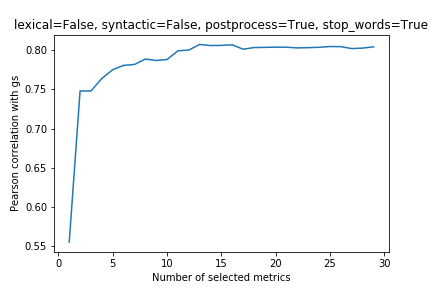 lexical=False, syntactic=False, postprocess=True, stop_words=True
0.80
0.75
0.70
0.65
0.60
0.55
Pearson correlation with gs
0 5 10 15 20 25 30
Number of selected metrics